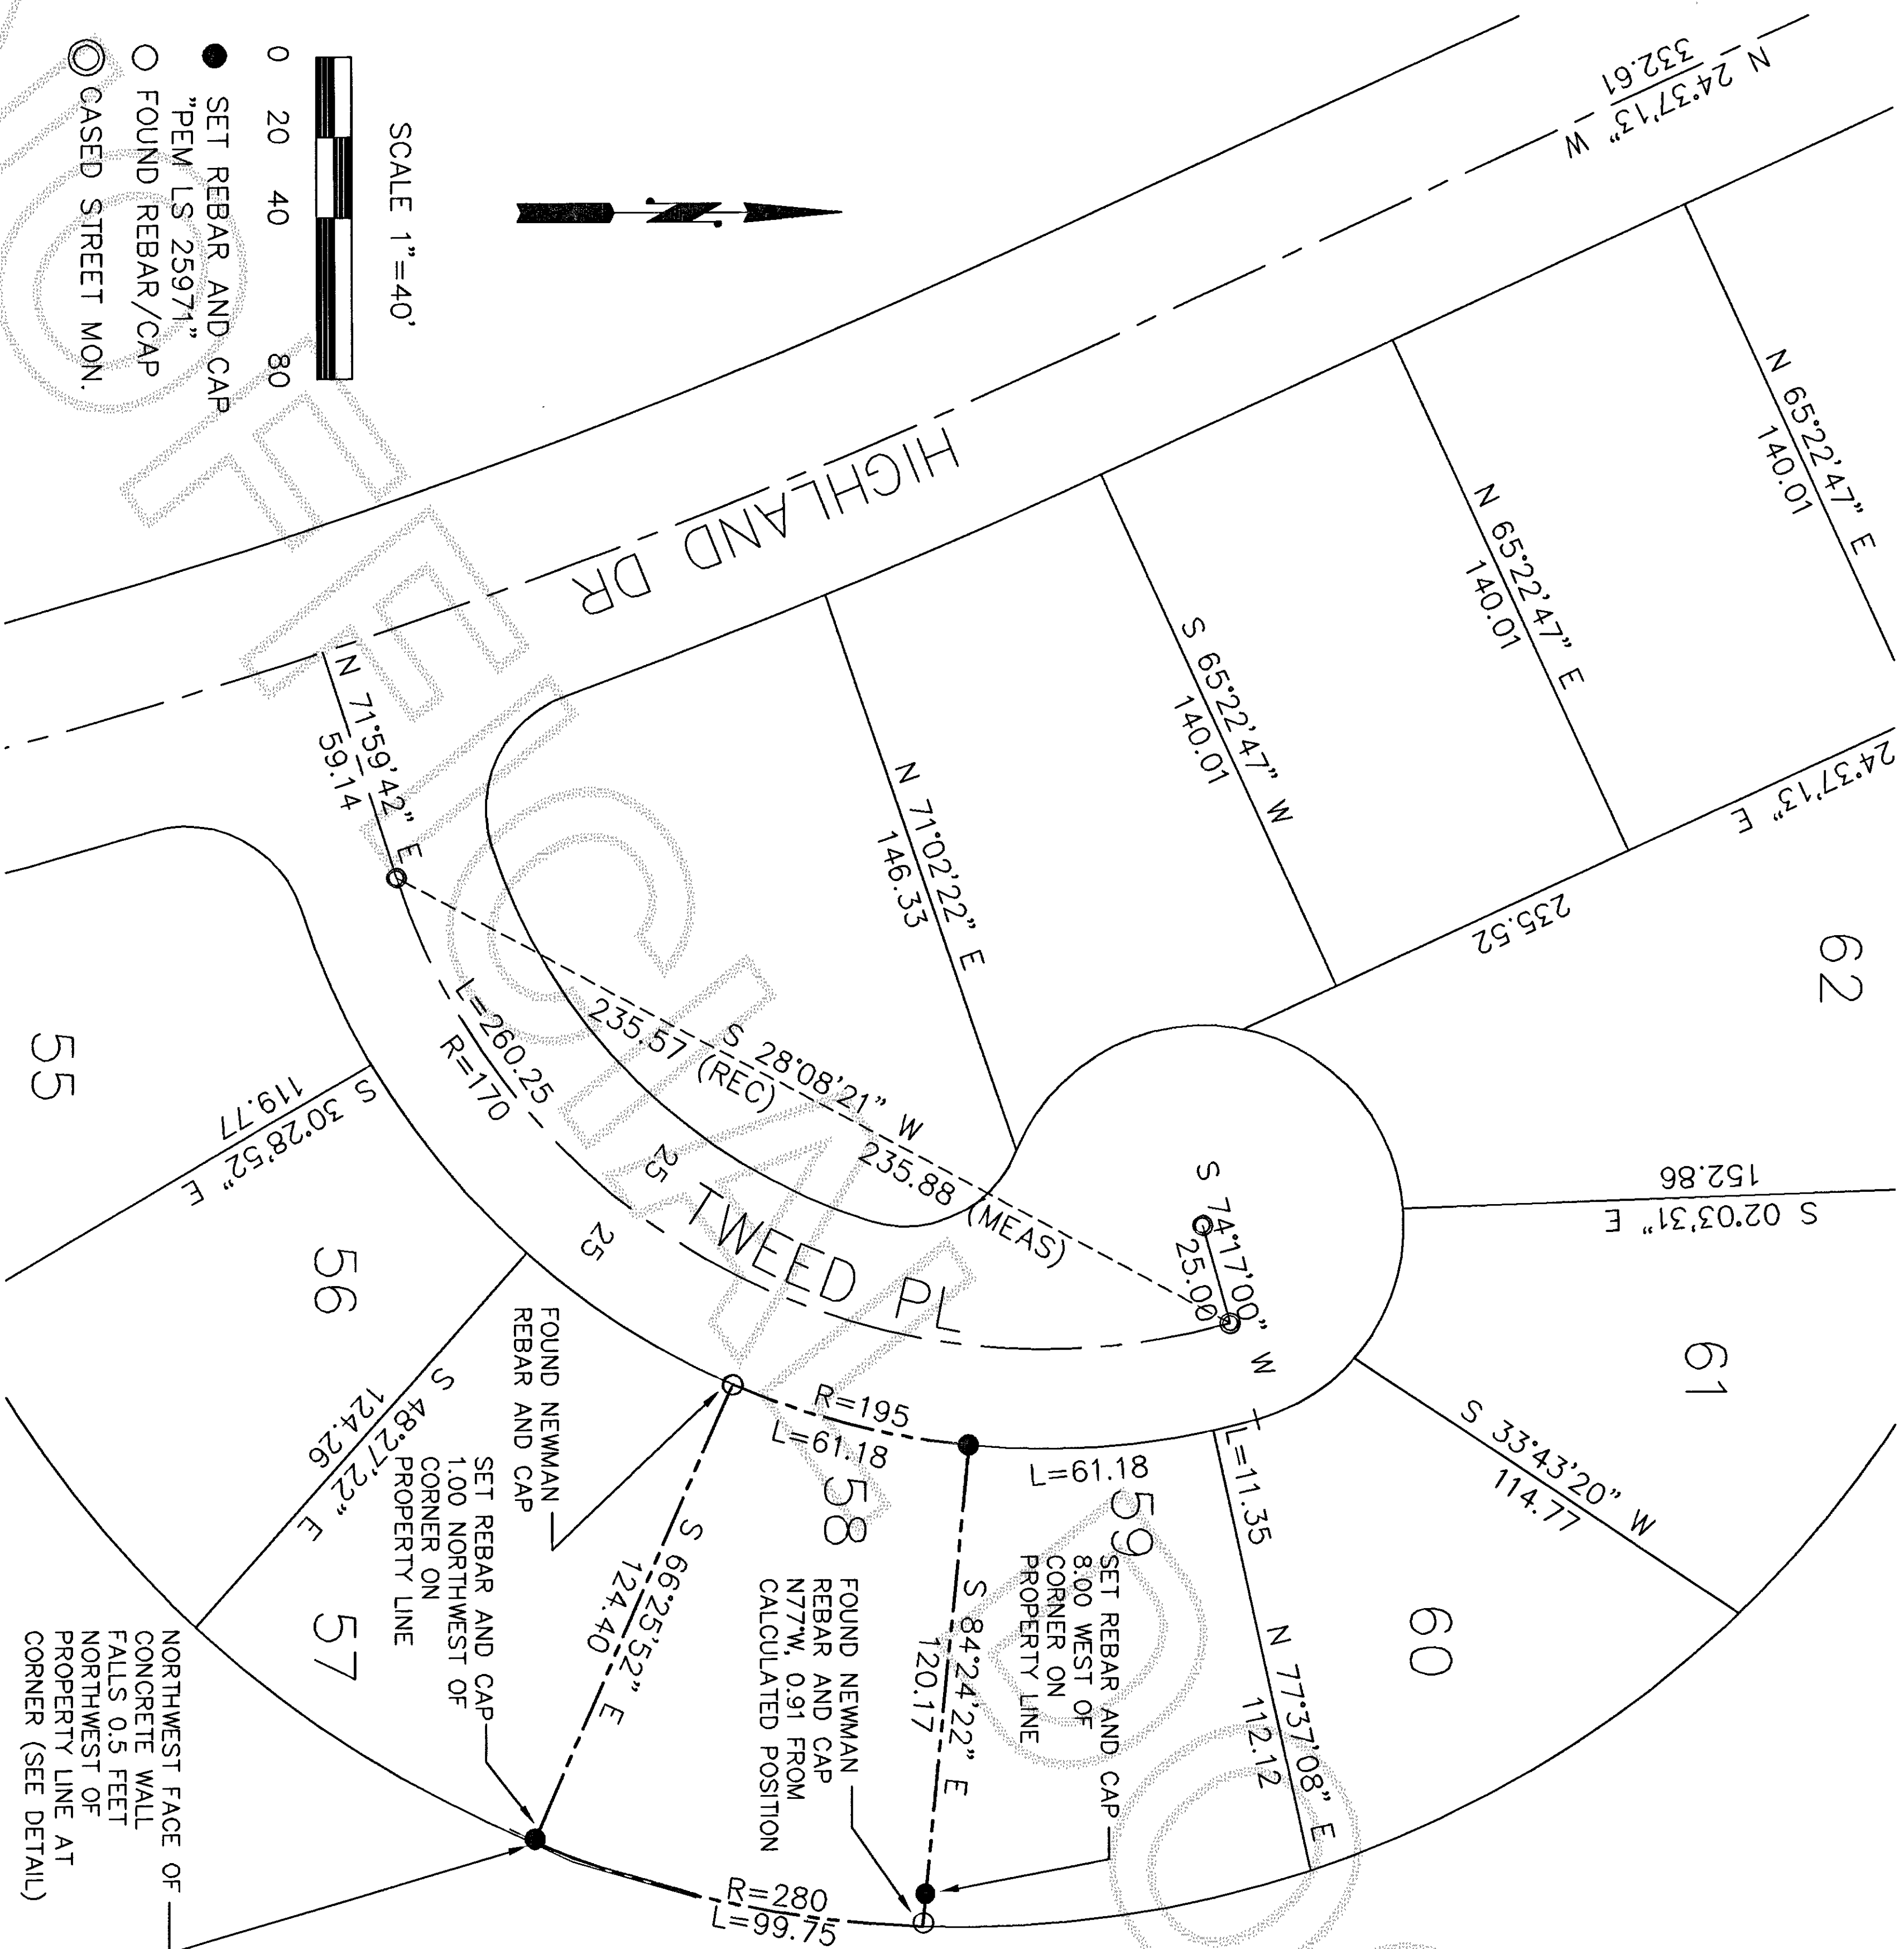 N 24°37'13" W
332.61
N 65°22'47" E
140.01
N 65°22'47" E
140.01
S 65°22'47" W
140.01
N 71°02'22" E
146.33
24°37'13" E
235.52
62
HIGHLAND DR
N 71°59'42" E
59.14
SCALE 1"=40'
0 20 40 80
SET REBAR AND CAP
"PEM LS 25971"
FOUND REBAR/CAP
CASED STREET MON.
L=260.25
R=170
S 28°08'21" W
235.57 (REC)
235.88 (MEAS)
25
25
TWEED PL
S 74°17'00" W
25.00
S 02°03'31" E
152.86
61
S 33°43'20" W
114.77
60
L=11.35
N 77°37'08" E
112.12
59
L=61.18
SET REBAR AND CAP
8.00 WEST OF
CORNER ON
PROPERTY LINE
S 84°24'22" E
120.17
FOUND NEWMAN
REBAR AND CAP
N77°W, 0.91 FROM
CALCULATED POSITION
58
R=195
L=61.18
S 66°25'52" E
124.40
R=280
L=99.75
FOUND NEWMAN
REBAR AND CAP
SET REBAR AND CAP
1.00 NORTHWEST OF
CORNER ON
PROPERTY LINE
57
NORTHWEST FACE OF
CONCRETE WALL
FALLS 0.5 FEET
NORTHWEST OF
PROPERTY LINE AT
CORNER (SEE DETAIL)
S 48°27'22" E
124.26
56
S 30°28'52" E
119.77
55
UNOFFICIAL